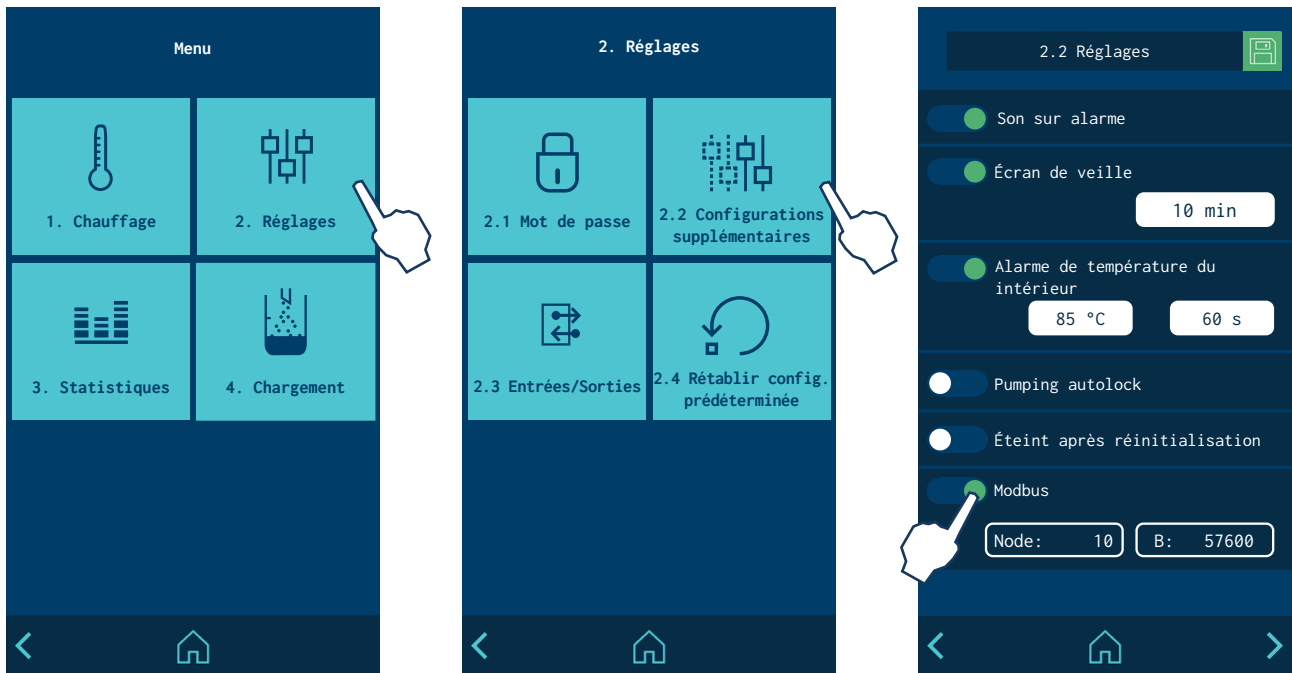 Menu
1. Chauffage
2. Réglages
3. Statistiques
4. Chargement
2. Réglages
2.1 Mot de passe
2.2 Configurations
supplémentaires
2.3 Entrées/Sorties
2.4 Rétablir config.
prédéterminée
2.2 Réglages
Son sur alarme
Écran de veille
10 min
Alarme de température du
intérieur
85 °C
60 s
Pumping autolock
Éteint après réinitialisation
Modbus
Node: 10
B: 57600